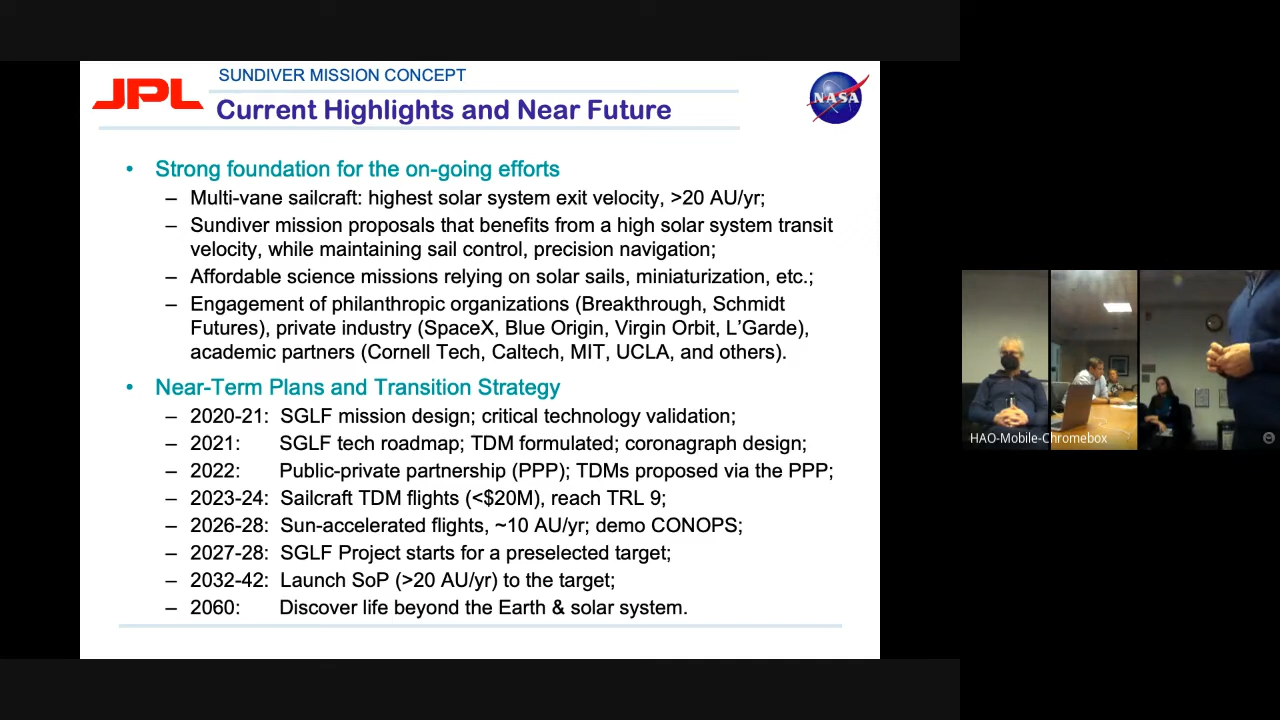 JPL
SUNDIVER MISSION CONCEPT
Current Highlights and Near Future
NASA
• Strong foundation for the on-going efforts
– Multi-vane sailcraft: highest solar system exit velocity, >20 AU/yr;
– Sundiver mission proposals that benefits from a high solar system transit
velocity, while maintaining sail control, precision navigation;
– Affordable science missions relying on solar sails, miniaturization, etc.;
– Engagement of philanthropic organizations (Breakthrough, Schmidt
Futures), private industry (SpaceX, Blue Origin, Virgin Orbit, L’Garde),
academic partners (Cornell Tech, Caltech, MIT, UCLA, and others).
• Near-Term Plans and Transition Strategy
– 2020-21: SGLF mission design; critical technology validation;
– 2021: SGLF tech roadmap; TDM formulated; coronagraph design;
– 2022: Public-private partnership (PPP); TDMs proposed via the PPP;
– 2023-24: Sailcraft TDM flights (<$20M), reach TRL 9;
– 2026-28: Sun-accelerated flights, ~10 AU/yr; demo CONOPS;
– 2027-28: SGLF Project starts for a preselected target;
– 2032-42: Launch SoP (>20 AU/yr) to the target;
– 2060: Discover life beyond the Earth & solar system.
HAO-Mobile-Chromebox